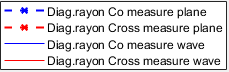 Diag.rayon Co measure plane
Diag.rayon Cross measure plane
Diag.rayon Co measure wave
Diag.rayon Cross measure wave